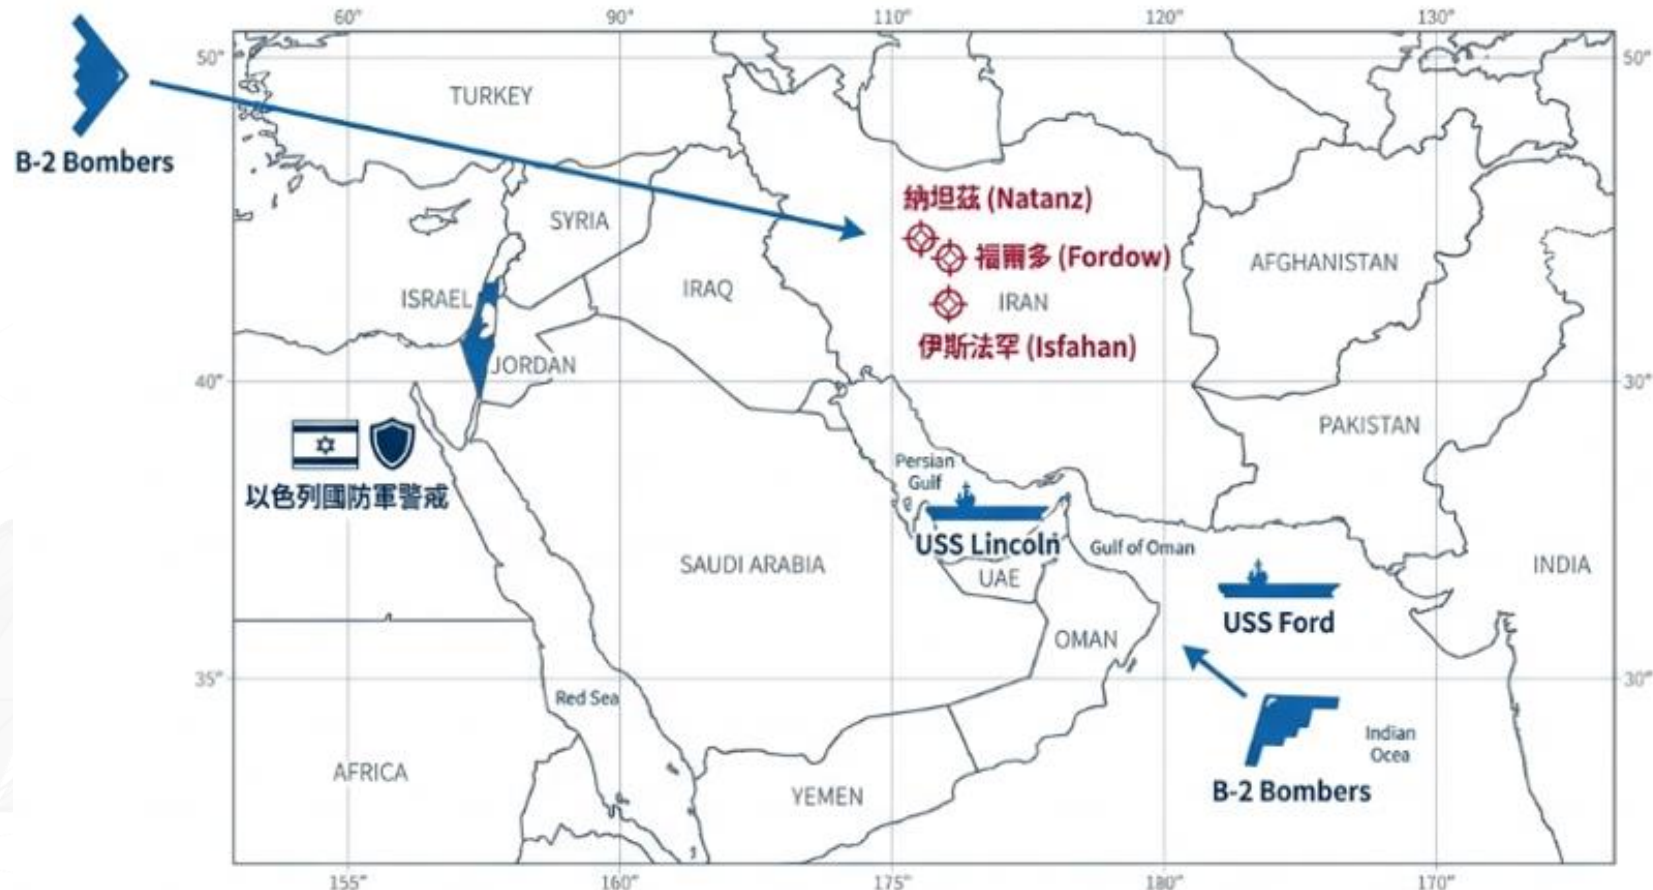 60"
90"
110"
120"
130"
50"
50"
TURKEY
B-2 Bombers
納坦茲 (Natanz)
SYRIA
福爾多 (Fordow)
AFGHANISTAN
ISRAEL
IRAQ
IRAN
伊斯法罕 (Isfahan)
JORDAN
40"
30"
PAKISTAN
Persian
Gulf
以色列國防軍警戒
USS Lincoln
Gulf of Oman
SAUDI ARABIA
UAE
INDIA
USS Ford
OMAN
35"
30"
Red Sea
Indian
Ocea
AFRICA
B-2 Bombers
YEMEN
155"
160"
175"
180"
170"